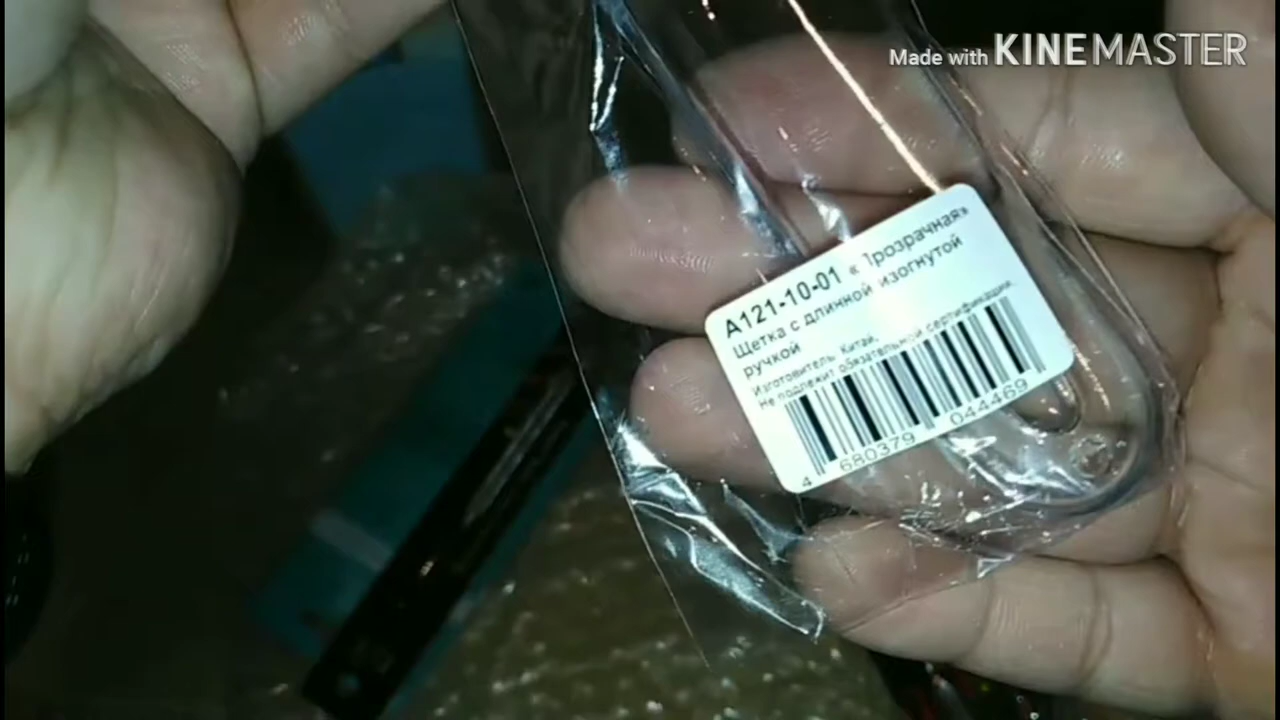 Made with KINEMASTER
А121-10-01 «Прозрачная»
Щетка с длинной изогнутой
ручкой
Изготовитель: Китай.
Не подлежит обязательной сертификации.
4 680379 044469